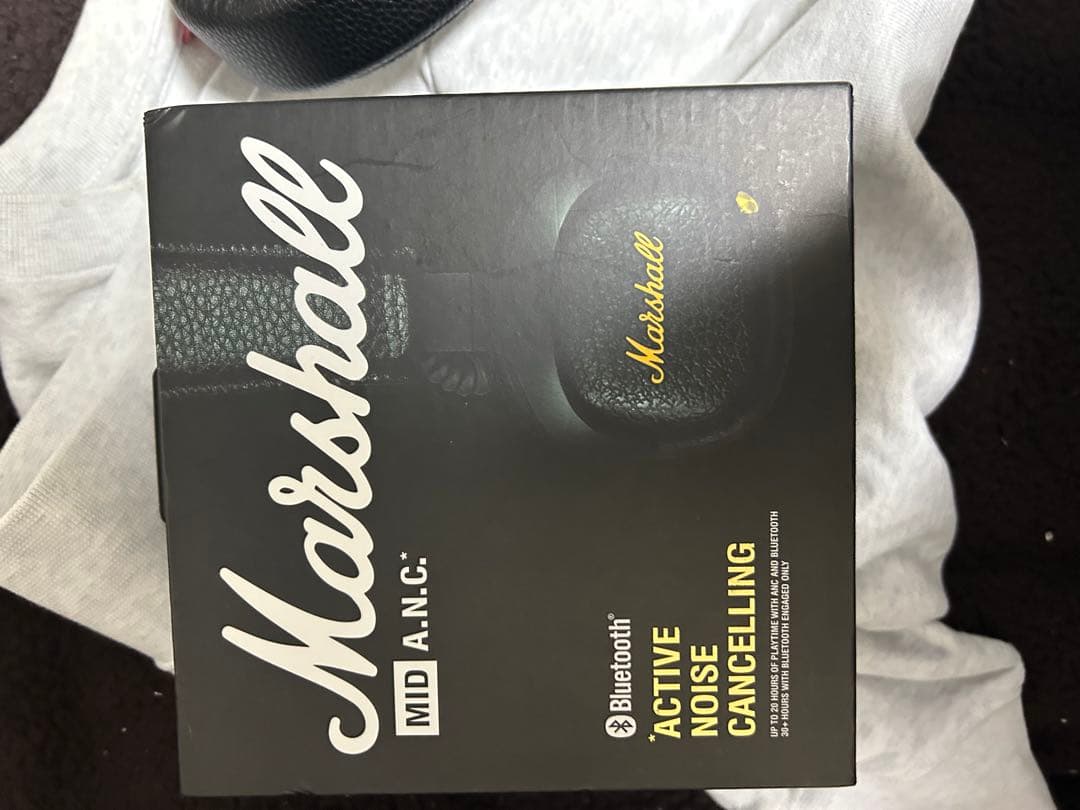 Marshall
MID A.N.C.*
Marshall
Bluetooth®
*ACTIVE
NOISE
CANCELLING
UP TO 20 HOURS OF PLAYTIME WITH ANC AND BLUETOOTH
30+ HOURS WITH BLUETOOTH ENGAGED ONLY